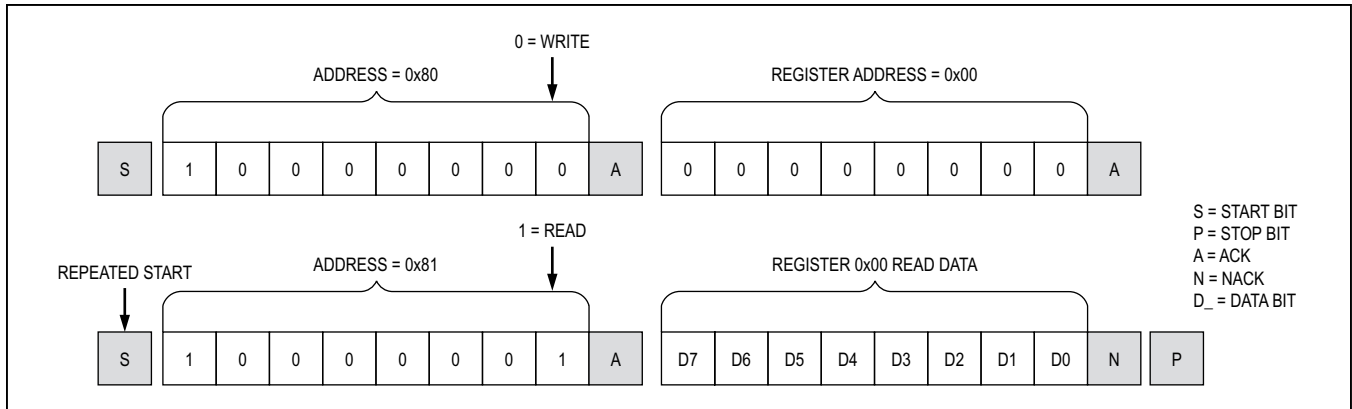 0 = WRITE
ADDRESS = 0x80 REGISTER ADDRESS = 0x00
S 1 0 0 0 0 0 0 0 A 0 0 0 0 0 0 0 0 A
1 = READ
REPEATED START ADDRESS = 0x81 REGISTER 0x00 READ DATA
S 1 0 0 0 0 0 0 1 A D7 D6 D5 D4 D3 D2 D1 D0 N P
S = START BIT
P = STOP BIT
A = ACK
N = NACK
D_ = DATA BIT